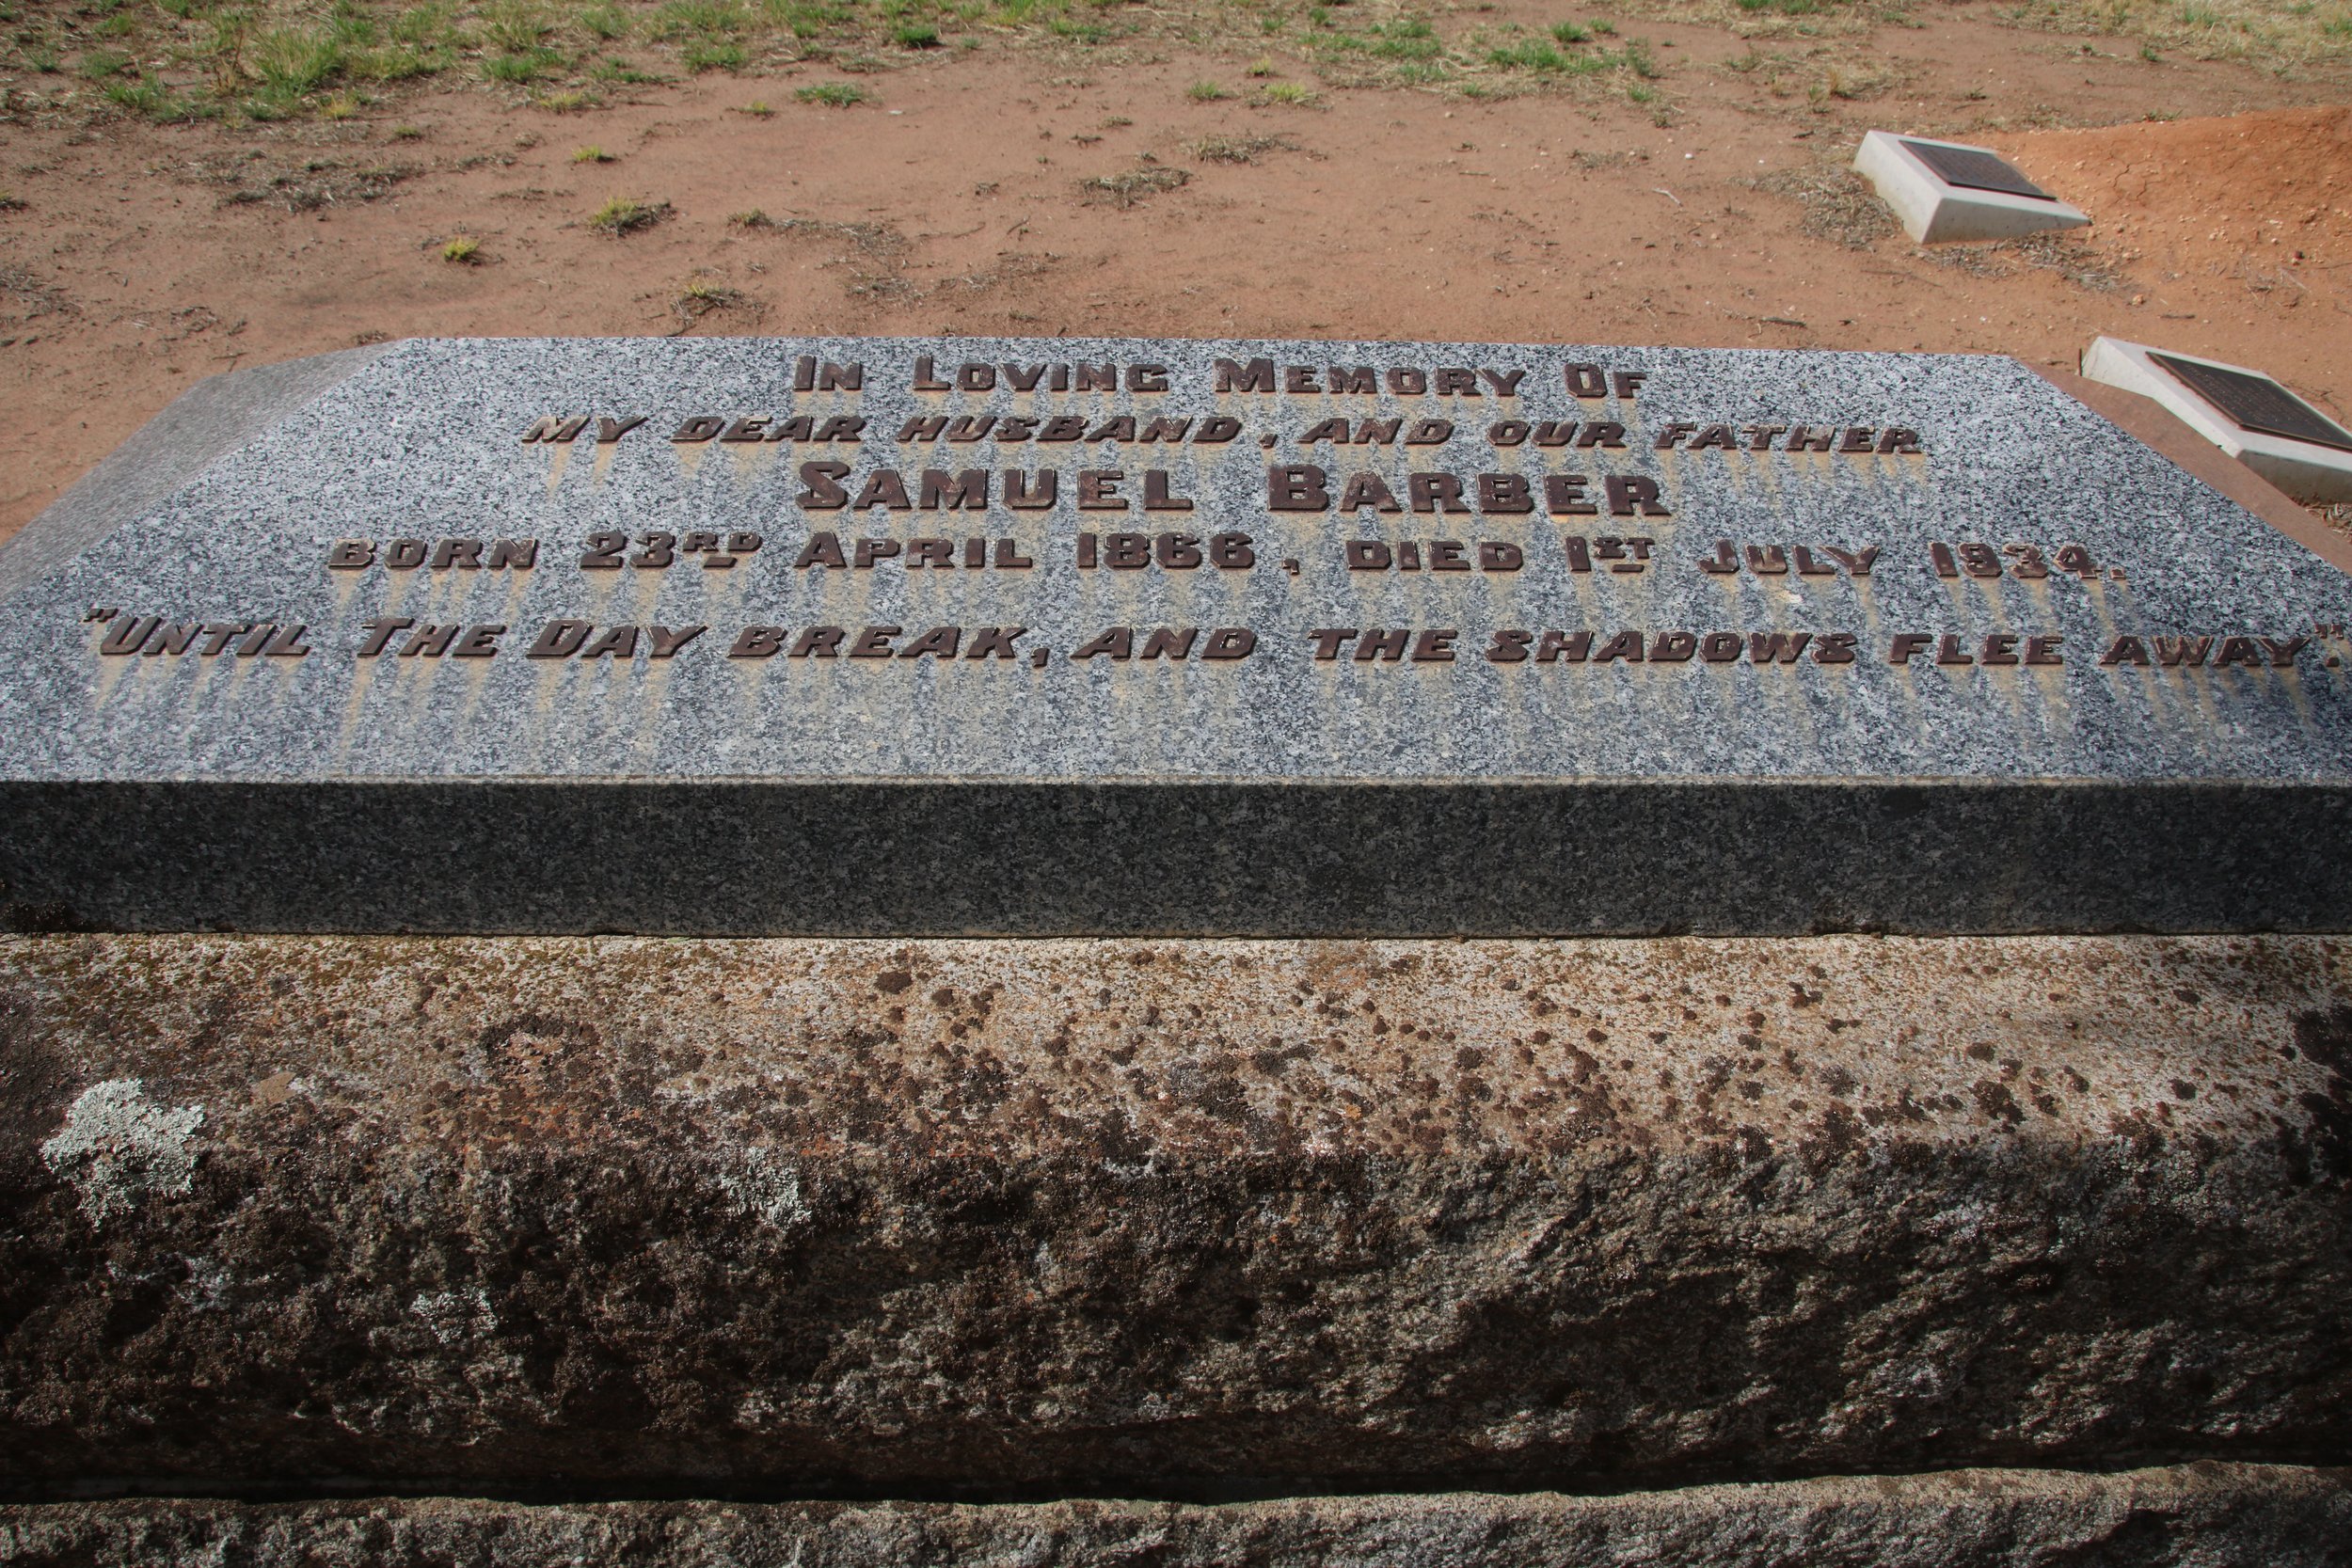 In Loving Memory Of
MY DEAR HUSBAND, AND OUR FATHER
SAMUEL BARBER
BORN 23RD APRIL 1866, DIED 1ST JULY 1934.
"UNTIL THE DAY BREAK, AND THE SHADOWS FLEE AWAY."